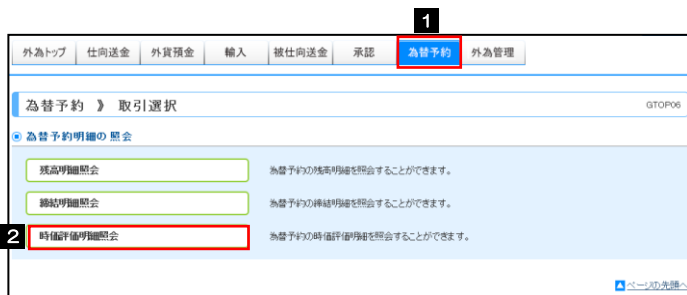 1
外為トップ 仕向送金 外貨預金 輸入 被仕向送金 承認 為替予約 外為管理
為替予約 》 取引選択 GTOP06
為替予約明細の照会
残高明細照会 為替予約の残高明細を照会することができます。
締結明細照会 為替予約の締結明細を照会することができます。
2 時価評価明細照会 為替予約の時価評価明細を照会することができます。
ページの先頭へ